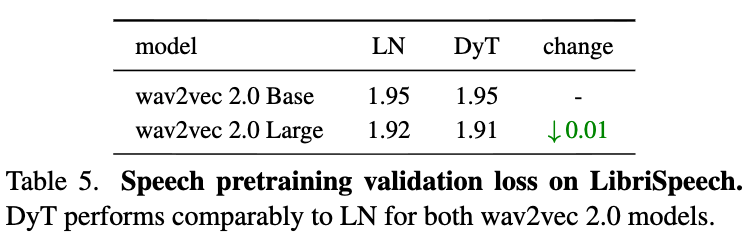 model LN DyT change
wav2vec 2.0 Base 1.95 1.95 -
wav2vec 2.0 Large 1.92 1.91 ↓0.01
Table 5. Speech pretraining validation loss on LibriSpeech.
DyT performs comparably to LN for both wav2vec 2.0 models.